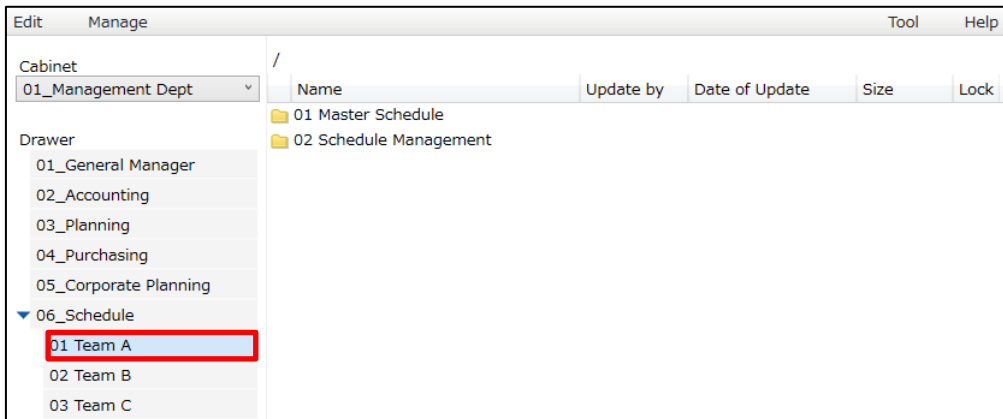 Edit Manage Tool Help
Cabinet
01_Management Dept
Drawer
01_General Manager
02_Accounting
03_Planning
04_Purchasing
05_Corporate Planning
06_Schedule
01 Team A
02 Team B
03 Team C
/
Name Update by Date of Update Size Lock
01 Master Schedule
02 Schedule Management